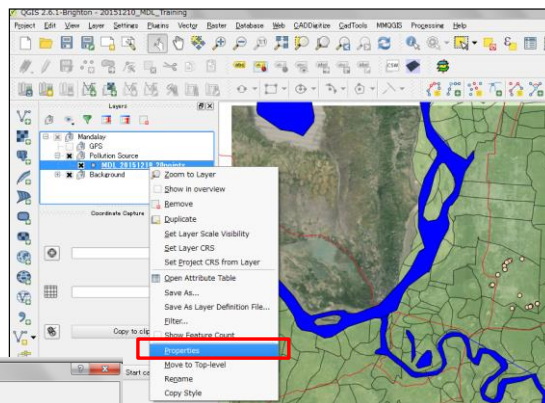 QGIS 2.6.1-Brighton - 20151210_MDL_Training
Project Edit View Layer Settings Plugins Vector Raster Database Web CADDigitize CadTools MMQGIS Processing Help
CSW
Layers
Mandalay
GPS
Pollution Source
MDL_20151210_20points
Background
Coordinate Capture
Copy to clip
Start ca
Zoom to Layer
Show in overview
Remove
Duplicate
Set Layer Scale Visibility
Set Layer CRS
Set Project CRS from Layer
Open Attribute Table
Save As...
Save As Layer Definition File...
Filter...
Show Feature Count
Properties
Move to Top-level
Rename
Copy Style